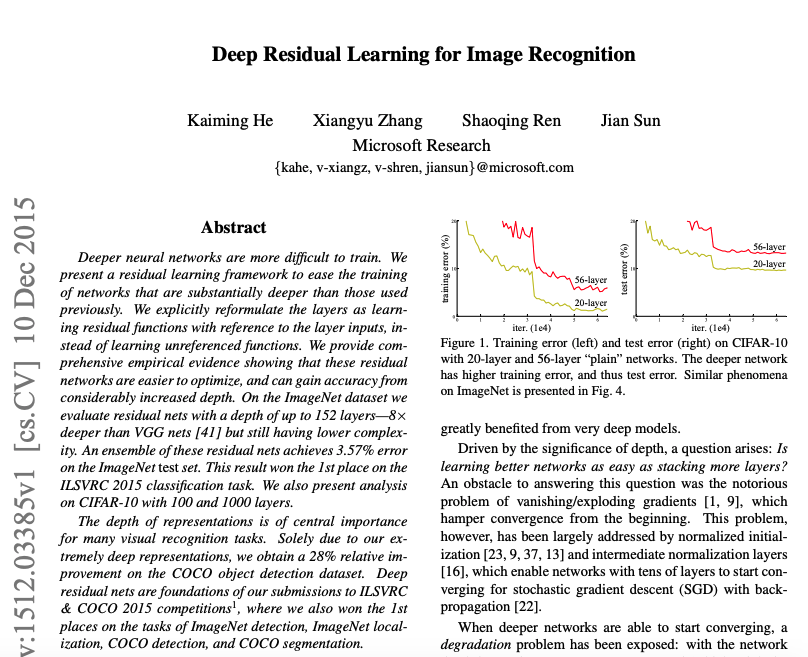 Deep Residual Learning for Image Recognition
Kaiming He Xiangyu Zhang Shaoqing Ren Jian Sun
Microsoft Research
{kahe, v-xiangz, v-shren, jiansun}@microsoft.com
v:1512.03385v1 [cs.CV] 10 Dec 2015
Abstract
Deeper neural networks are more difficult to train. We
present a residual learning framework to ease the training
of networks that are substantially deeper than those used
previously. We explicitly reformulate the layers as learn-
ing residual functions with reference to the layer inputs, in-
stead of learning unreferenced functions. We provide com-
prehensive empirical evidence showing that these residual
networks are easier to optimize, and can gain accuracy from
considerably increased depth. On the ImageNet dataset we
evaluate residual nets with a depth of up to 152 layers—8×
deeper than VGG nets [41] but still having lower complex-
ity. An ensemble of these residual nets achieves 3.57% error
on the ImageNet test set. This result won the 1st place on the
ILSVRC 2015 classification task. We also present analysis
on CIFAR-10 with 100 and 1000 layers.
The depth of representations is of central importance
for many visual recognition tasks. Solely due to our ex-
tremely deep representations, we obtain a 28% relative im-
provement on the COCO object detection dataset. Deep
residual nets are foundations of our submissions to ILSVRC
& COCO 2015 competitions¹, where we also won the 1st
places on the tasks of ImageNet detection, ImageNet local-
ization, COCO detection, and COCO segmentation.
training error (%)
20
10
0
0 1 2 3 4 5 6
iter. (1e4)
56-layer
20-layer
test error (%)
20
10
0
0 1 2 3 4 5 6
iter. (1e4)
56-layer
20-layer
Figure 1. Training error (left) and test error (right) on CIFAR-10
with 20-layer and 56-layer “plain” networks. The deeper network
has higher training error, and thus test error. Similar phenomena
on ImageNet is presented in Fig. 4.
greatly benefited from very deep models.
Driven by the significance of depth, a question arises: Is
learning better networks as easy as stacking more layers?
An obstacle to answering this question was the notorious
problem of vanishing/exploding gradients [1, 9], which
hamper convergence from the beginning. This problem,
however, has been largely addressed by normalized initial-
ization [23, 9, 37, 13] and intermediate normalization layers
[16], which enable networks with tens of layers to start con-
verging for stochastic gradient descent (SGD) with back-
propagation [22].
When deeper networks are able to start converging, a
degradation problem has been exposed: with the network